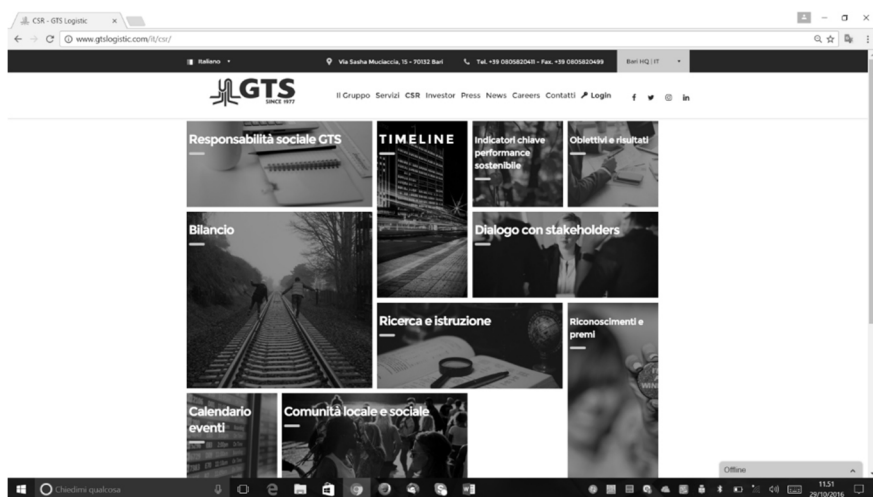 CSR - GTS Logistic
www.gtslogistic.com/it/csr/
Italiano
Via Sasha Muciaccia, 15 - 70132 Bari
Tel. +39 0805820411 - Fax. +39 0805820499
Bari HQ | IT
GTS
SINCE 1977
Il Gruppo Servizi CSR Investor Press News Careers Contatti Login
Responsabilità sociale GTS
TIMELINE
Indicatori chiave
performance
sostenibile
Obiettivi e risultati
Bilancio
Dialogo con stakeholders
Ricerca e istruzione
Riconoscimenti e
premi
Calendario
eventi
Comunità locale e sociale
Offline
Chiedimi qualcosa
11.51
29/10/2016